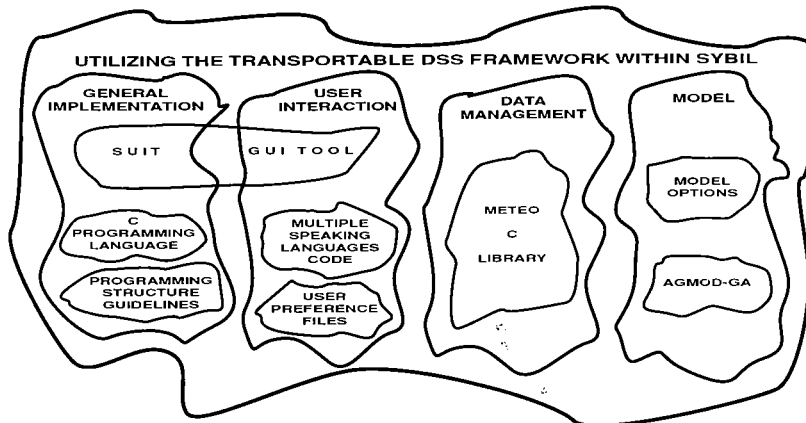 UTILIZING THE TRANSPORTABLE DSS FRAMEWORK WITHIN SYBIL
GENERAL
IMPLEMENTATION
USER
INTERACTION
DATA
MANAGEMENT
MODEL
SUIT GUI TOOL
C
PROGRAMMING
LANGUAGE
PROGRAMMING
STRUCTURE
GUIDELINES
MULTIPLE
SPEAKING
LANGUAGES
CODE
USER
PREFERENCE
FILES
METEO
C
LIBRARY
MODEL
OPTIONS
AGMOD-GA